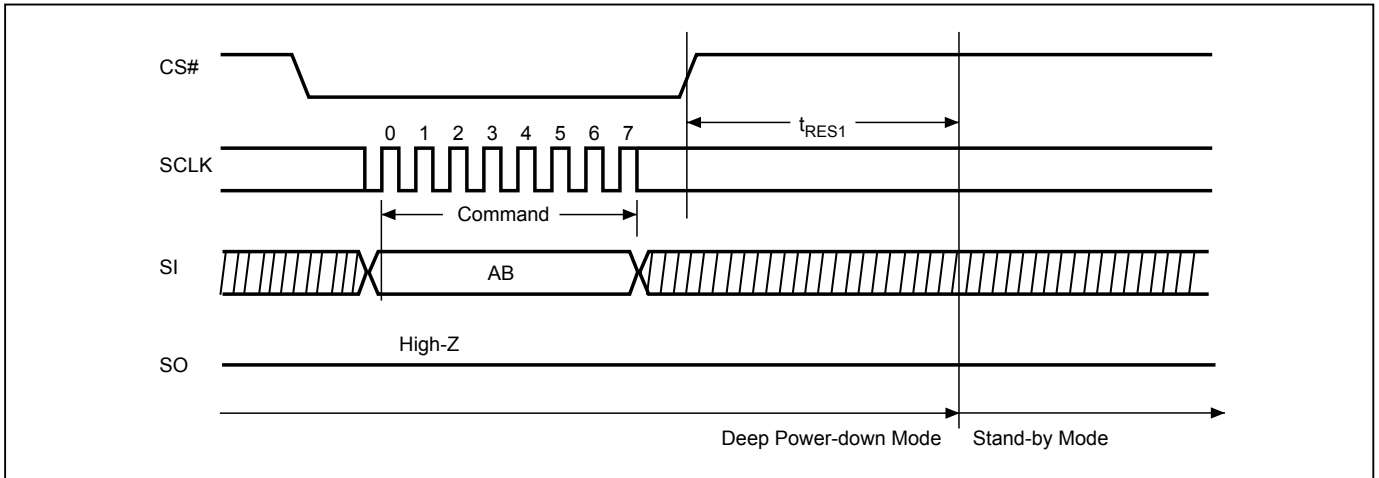 CS#
t_RES1
0 1 2 3 4 5 6 7
SCLK
Command
SI
AB
High-Z
SO
Deep Power-down Mode Stand-by Mode